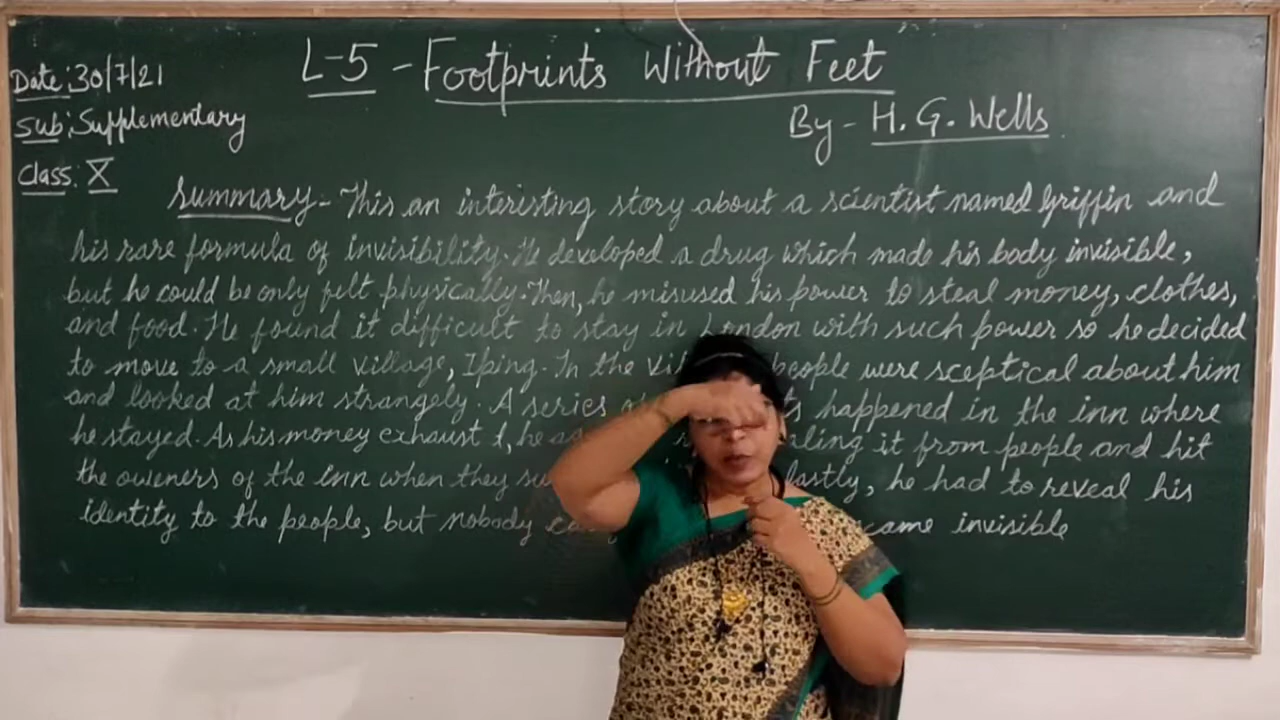 L-5 - Footprints Without Feet
Date: 30/7/21
By - H. G. Wells
Sub: Supplementary
Class: X
Summary - This an interisting story about a scientist named Griffin and
his rare formula of invisibility. He developed a drug which made his body invisible,
but he could be only felt physically. Then, he misused his power to steal money, clothes,
and food. He found it difficult to stay in London with such power so he decided
to move to a small village, Iping. In the people were sceptical about him
and looked at him strangely. A series happened in the inn where
he stayed. As his money he it from people and hit
the oweners of the inn when they lastly, he had to reveal his
identity to the people, but nobody invisible